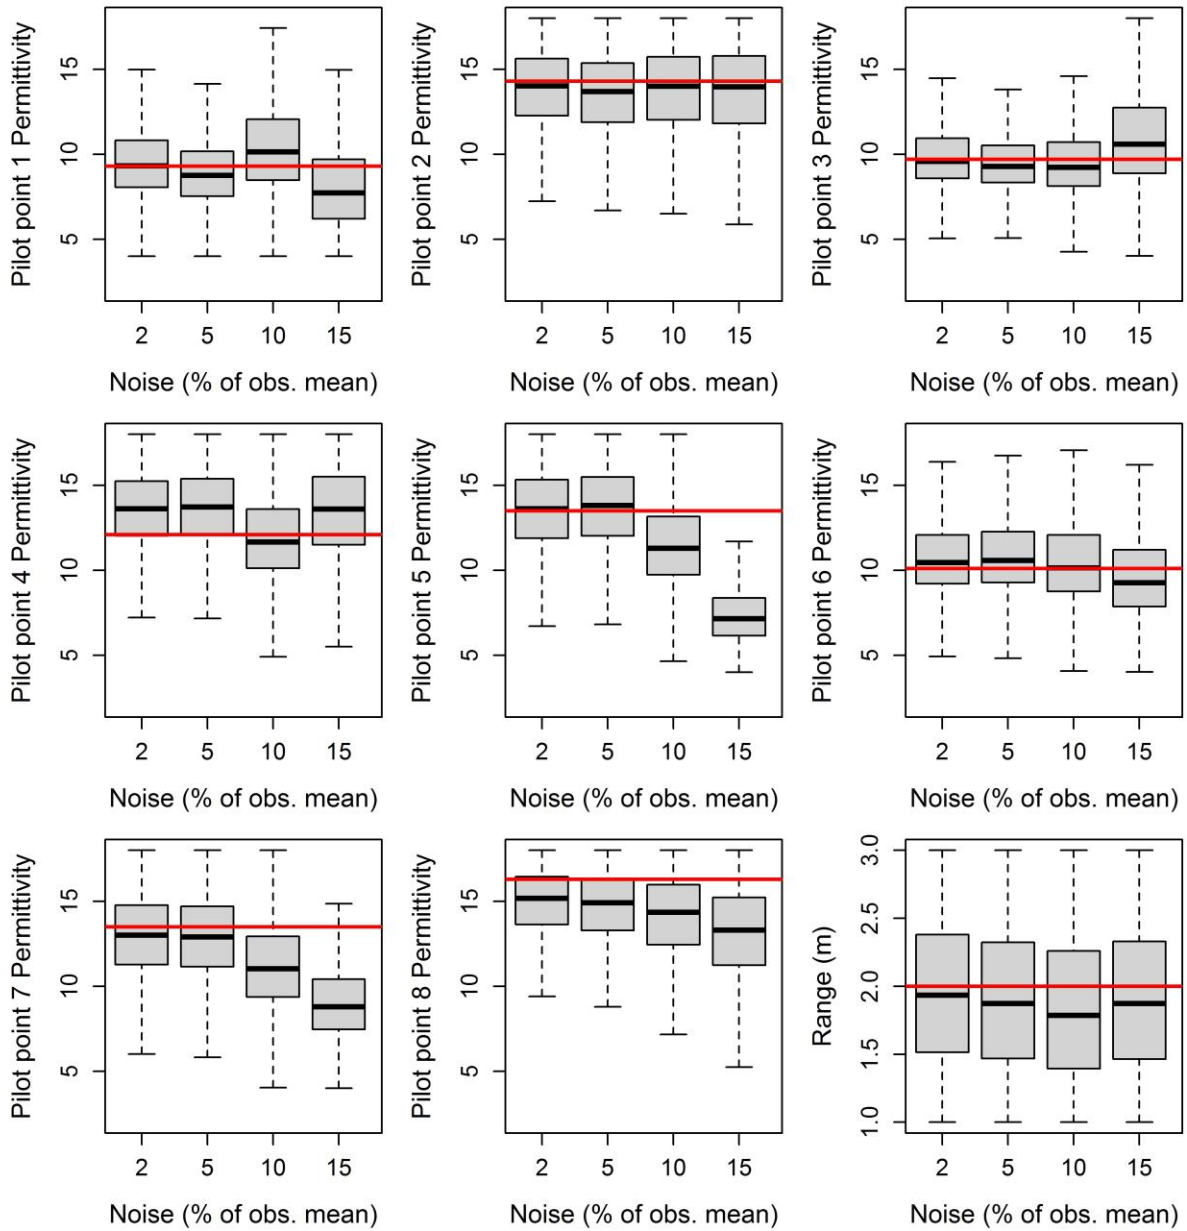 Pilot point 1 Permittivity
15
10
5
2 5 10 15
Noise (% of obs. mean)
Pilot point 2 Permittivity
15
10
5
2 5 10 15
Noise (% of obs. mean)
Pilot point 3 Permittivity
15
10
5
2 5 10 15
Noise (% of obs. mean)
Pilot point 4 Permittivity
15
10
5
2 5 10 15
Noise (% of obs. mean)
Pilot point 5 Permittivity
15
10
5
2 5 10 15
Noise (% of obs. mean)
Pilot point 6 Permittivity
15
10
5
2 5 10 15
Noise (% of obs. mean)
Pilot point 7 Permittivity
15
10
5
2 5 10 15
Noise (% of obs. mean)
Pilot point 8 Permittivity
15
10
5
2 5 10 15
Noise (% of obs. mean)
Range (m)
3.0
2.5
2.0
1.5
1.0
2 5 10 15
Noise (% of obs. mean)